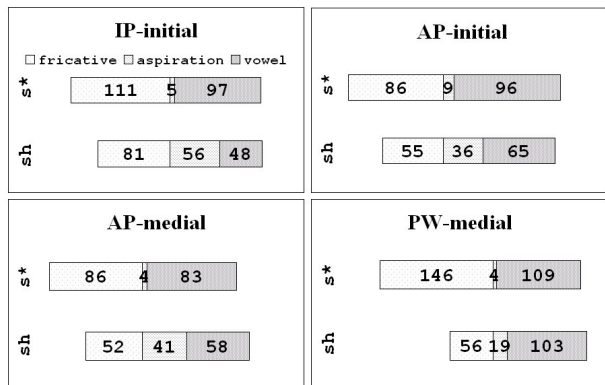 IP-initial
fricative aspiration vowel
s* 111 5 97
sh 81 56 48
AP-initial
s* 86 9 96
sh 55 36 65
AP-medial
s* 86 4 83
sh 52 41 58
PW-medial
s* 146 4 109
sh 56 19 103